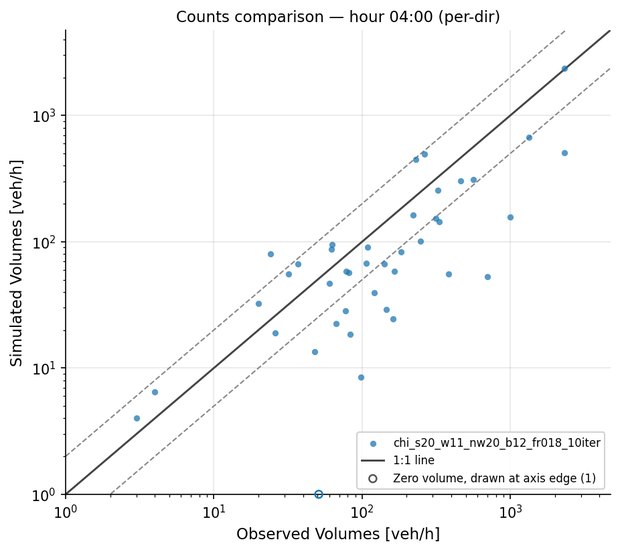 Counts comparison — hour 04:00 (per-dir)
Simulated Volumes [veh/h]
10³
10²
10¹
10⁰
10⁰ 10¹ 10² 10³
Observed Volumes [veh/h]
chi_s20_w11_nw20_b12_fr018_10iter
1:1 line
Zero volume, drawn at axis edge (1)